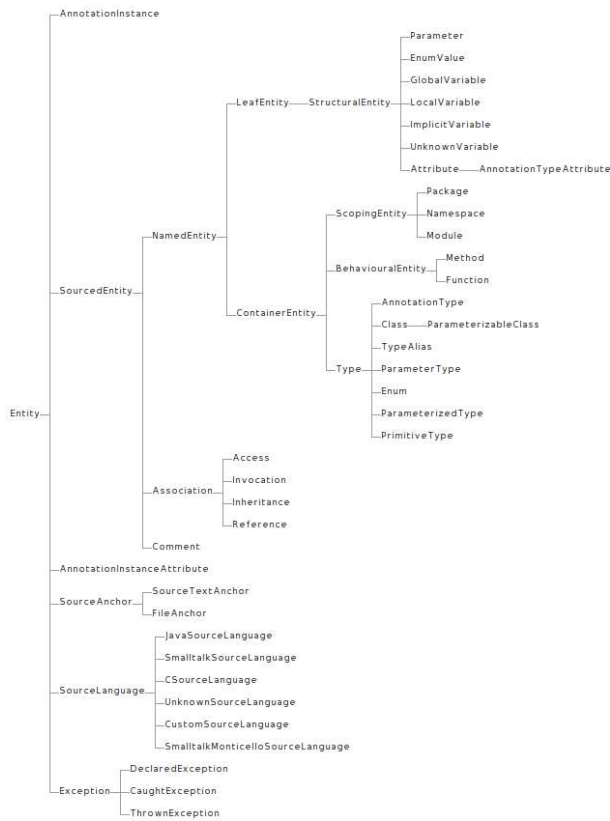 AnnotationInstance
Parameter
EnumValue
GlobalVariable
LeafEntity StructuralEntity LocalVariable
ImplicitVariable
UnknownVariable
Attribute AnnotationTypeAttribute
Package
ScopingEntity Namespace
NamedEntity Module
Method
BehaviouralEntity
Function
SourcedEntity
AnnotationType
ContainerEntity
Class ParameterizableClass
TypeAlias
Type ParameterType
Enum
Entity ParameterizedType
PrimitiveType
Access
Invocation
Association
Inheritance
Reference
Comment
AnnotationInstanceAttribute
SourceTextAnchor
SourceAnchor
FileAnchor
JavaSourceLanguage
SmalltalkSourceLanguage
CSourceLanguage
SourceLanguage
UnknownSourceLanguage
CustomSourceLanguage
SmalltalkMonticelloSourceLanguage
DeclaredException
Exception CaughtException
ThrownException